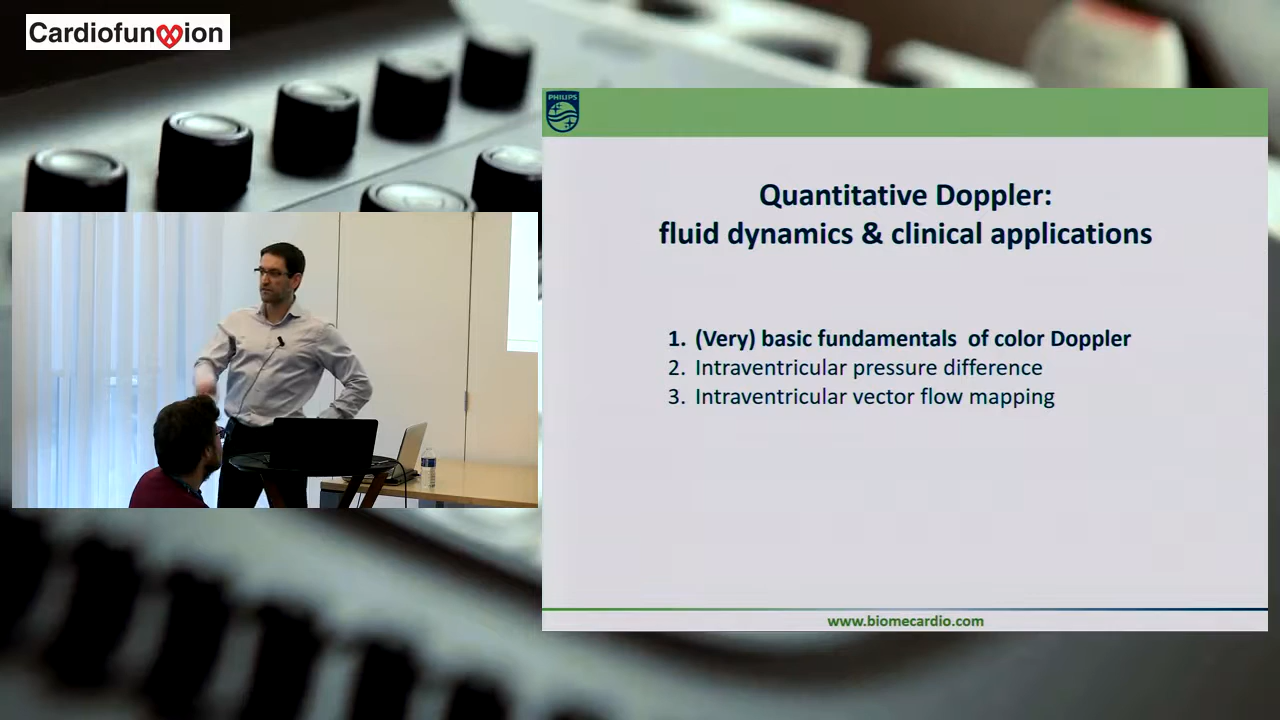 Cardiofunxion
PHILIPS
Quantitative Doppler:
fluid dynamics & clinical applications
1. (Very) basic fundamentals of color Doppler
2. Intraventricular pressure difference
3. Intraventricular vector flow mapping
www.biomecardio.com